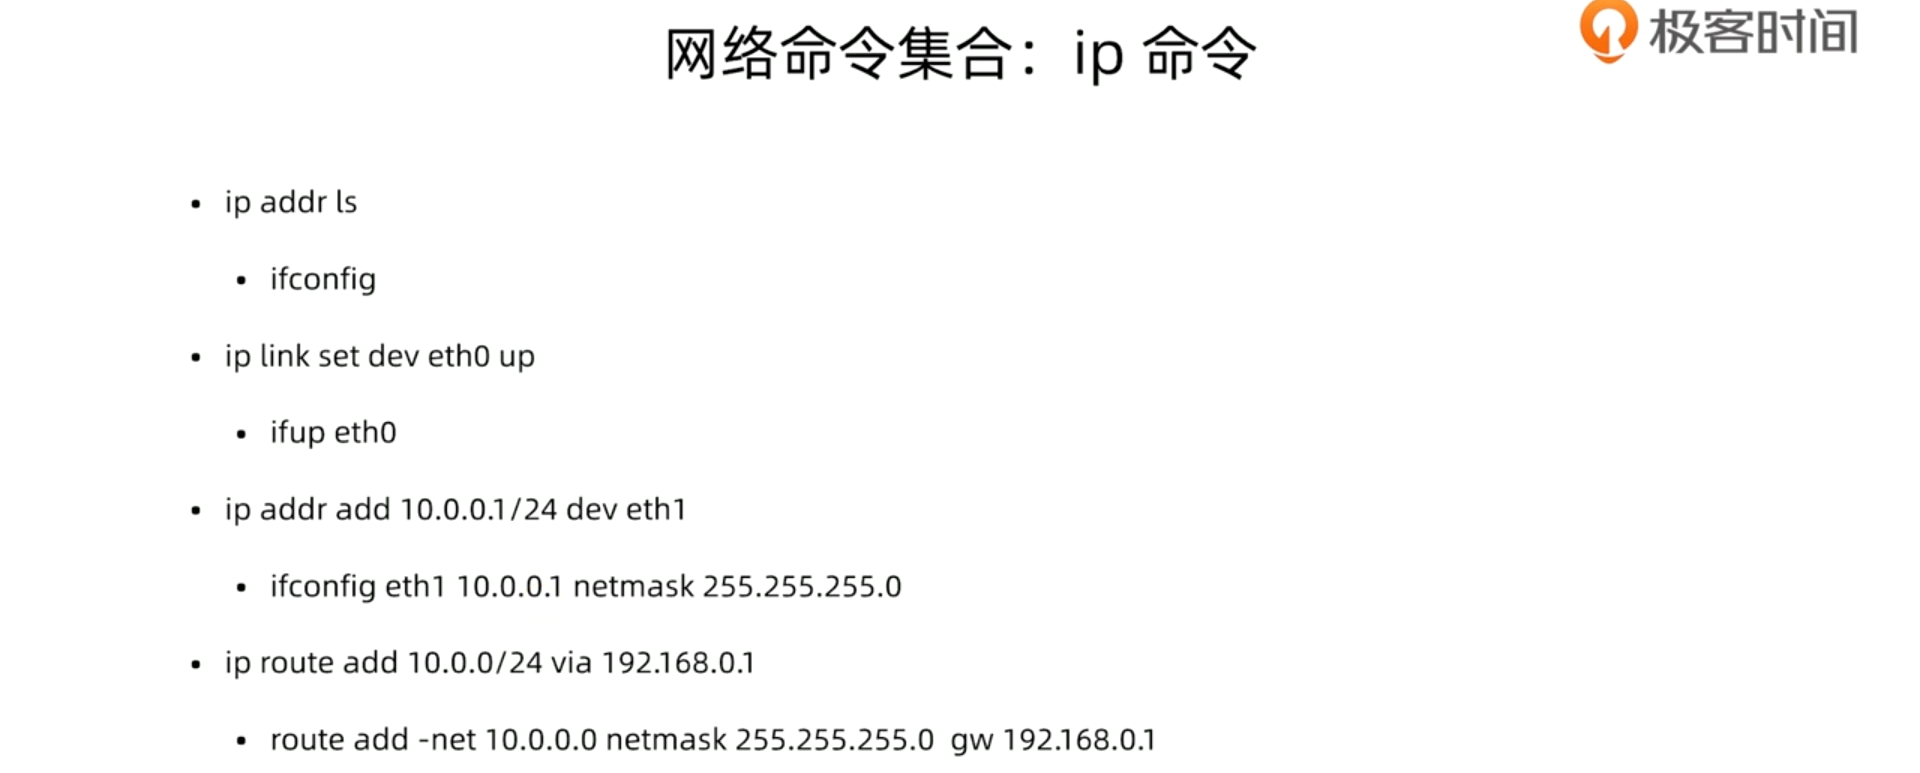 网络命令集合：ip 命令
极客时间
• ip addr ls
• ifconfig
• ip link set dev eth0 up
• ifup eth0
• ip addr add 10.0.0.1/24 dev eth1
• ifconfig eth1 10.0.0.1 netmask 255.255.255.0
• ip route add 10.0.0/24 via 192.168.0.1
• route add -net 10.0.0.0 netmask 255.255.255.0 gw 192.168.0.1